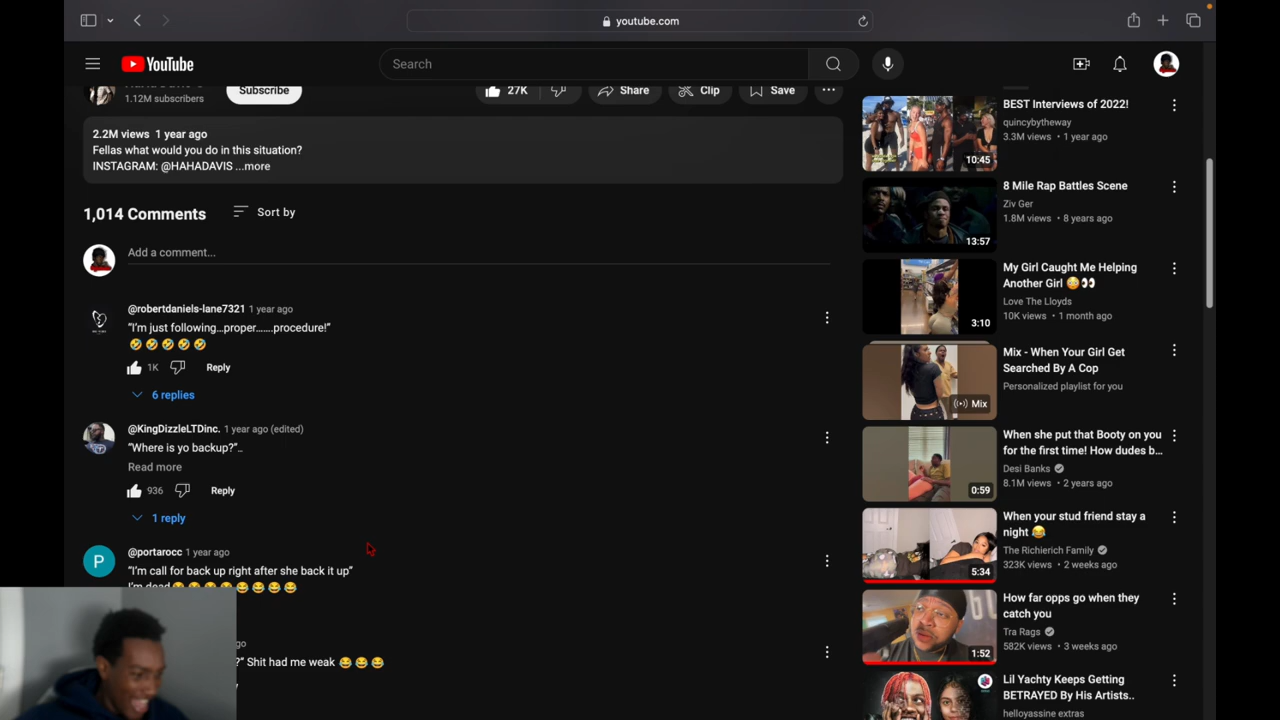 youtube.com
YouTube
Search
1.12M subscribers
Subscribe
27K
Share
Clip
Save
2.2M views 1 year ago
Fellas what would you do in this situation?
INSTAGRAM: @HAHADAVIS ...more
1,014 Comments
Sort by
Add a comment...
@robertdaniels-lane7321 1 year ago
"I'm just following...proper.......procedure!"
🤣🤣🤣🤣🤣
1K
Reply
6 replies
@KingDizzleLTDinc. 1 year ago (edited)
"Where is yo backup?"..
Read more
936
Reply
1 reply
P
@portarocc 1 year ago
"I'm call for back up right after she back it up"
I'm dead😂😂😂😂😂😂😂😂
?" Shit had me weak 😂😂😂
BEST Interviews of 2022!
quincybytheway
3.3M views • 1 year ago
10:45
8 Mile Rap Battles Scene
Ziv Ger
1.8M views • 8 years ago
13:57
My Girl Caught Me Helping
Another Girl 😳👀
Love The Lloyds
10K views • 1 month ago
3:10
Mix - When Your Girl Get
Searched By A Cop
Personalized playlist for you
Mix
When she put that Booty on you
for the first time! How dudes b...
Desi Banks
8.1M views • 2 years ago
0:59
When your stud friend stay a
night 😂
The Richierich Family
323K views • 2 weeks ago
5:34
How far opps go when they
catch you
Tra Rags
582K views • 3 weeks ago
1:52
Lil Yachty Keeps Getting
BETRAYED By His Artists..
helloyassine extras